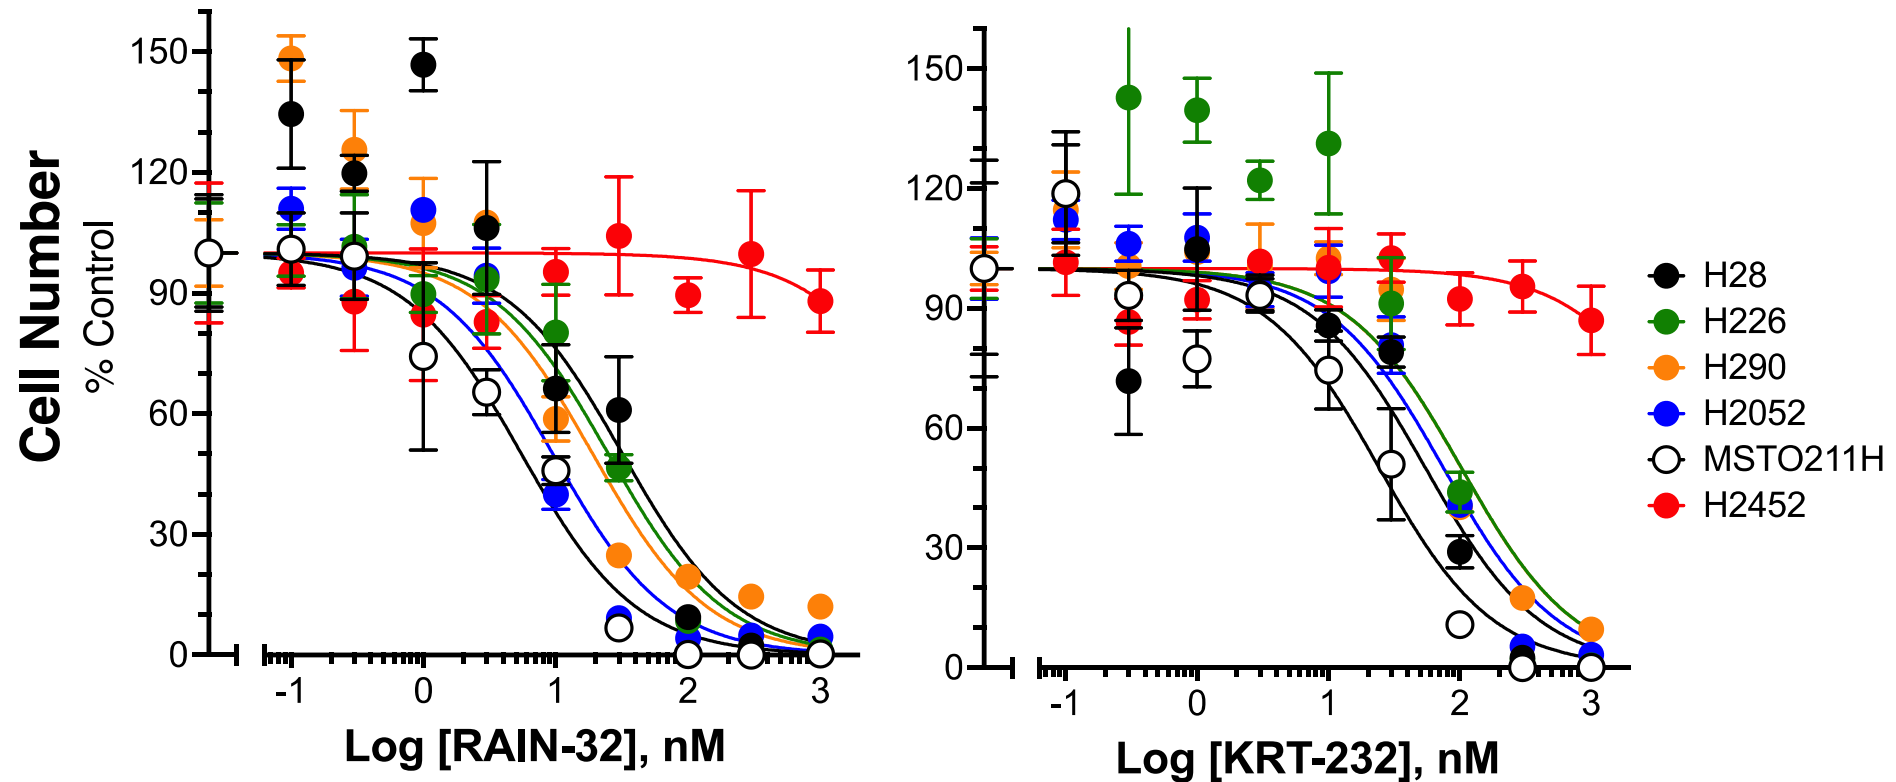 Cell Number
% Control
150
120
90
60
30
0
-1 0 1 2 3
Log [RAIN-32], nM
150
120
90
60
30
0
-1 0 1 2 3
Log [KRT-232], nM
H28
H226
H290
H2052
MSTO211H
H2452